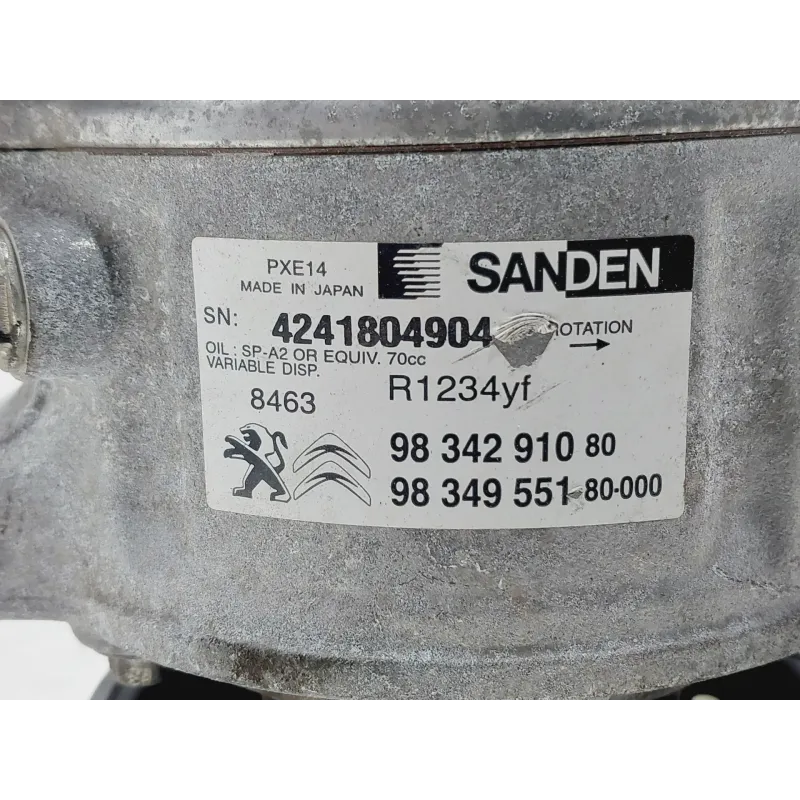 PXE14
MADE IN JAPAN
SANDEN
SN: 4241804904
OIL : SP-A2 OR EQUIV. 70cc
VARIABLE DISP.
8463
R1234yf
98 342 910 80
98 349 551 80-000